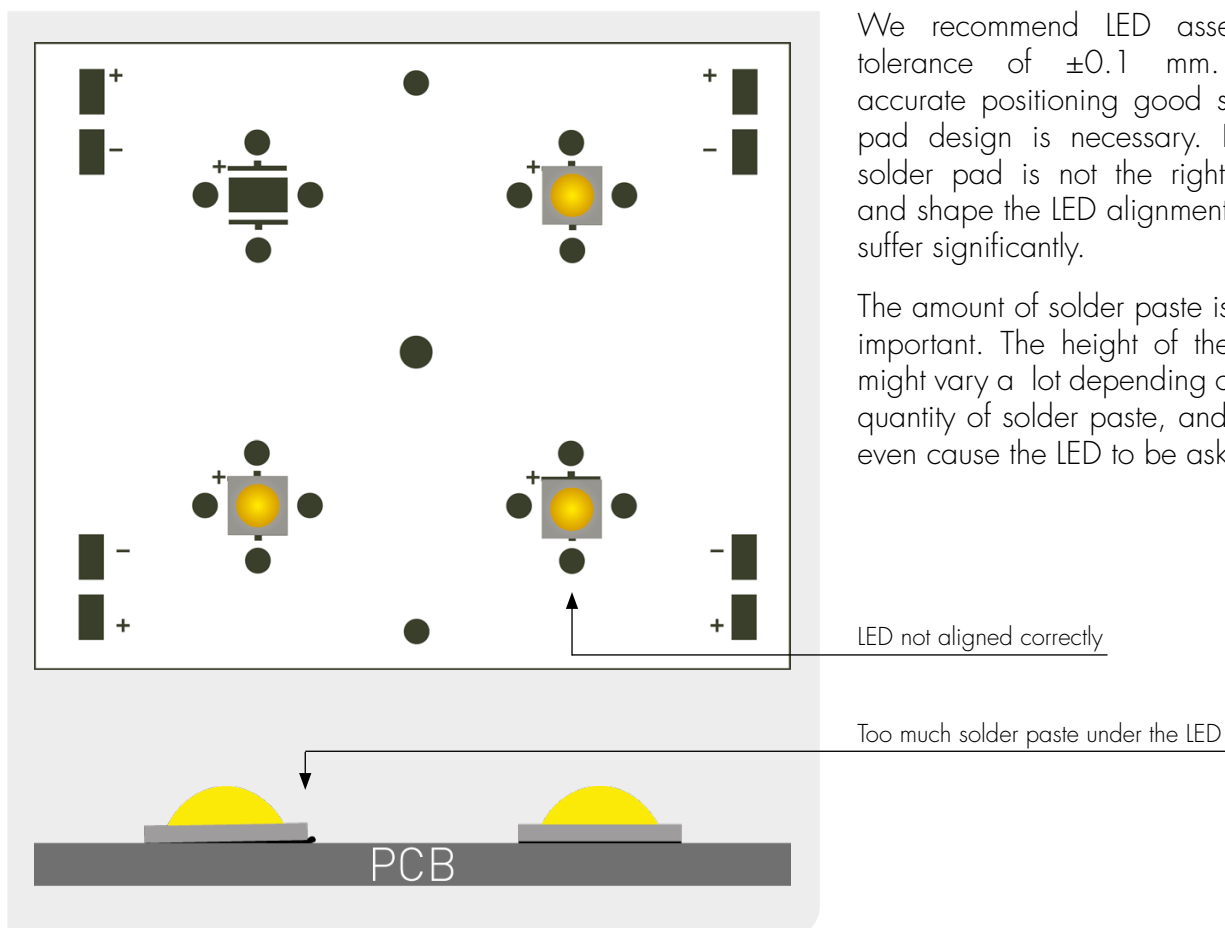 We recommend LED
tolerance of ±0.1 mm.
accurate positioning good
pad design is necessary.
solder pad is not the right
and shape the LED alignment
suffer significantly.
The amount of solder paste is
important. The height of the
might vary a lot depending
quantity of solder paste, and
even cause the LED to be
+
+
−
−
+
+
+
+
−
−
+
+
LED not aligned correctly
Too much solder paste under the LED
PCB